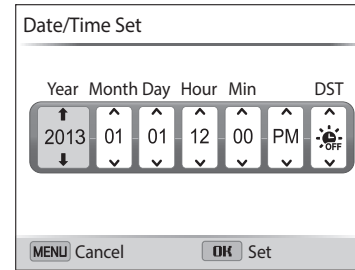 Date/Time Set
Year Month Day Hour Min DST
2013 01 01 12 00 PM OFF
MENU Cancel OK Set